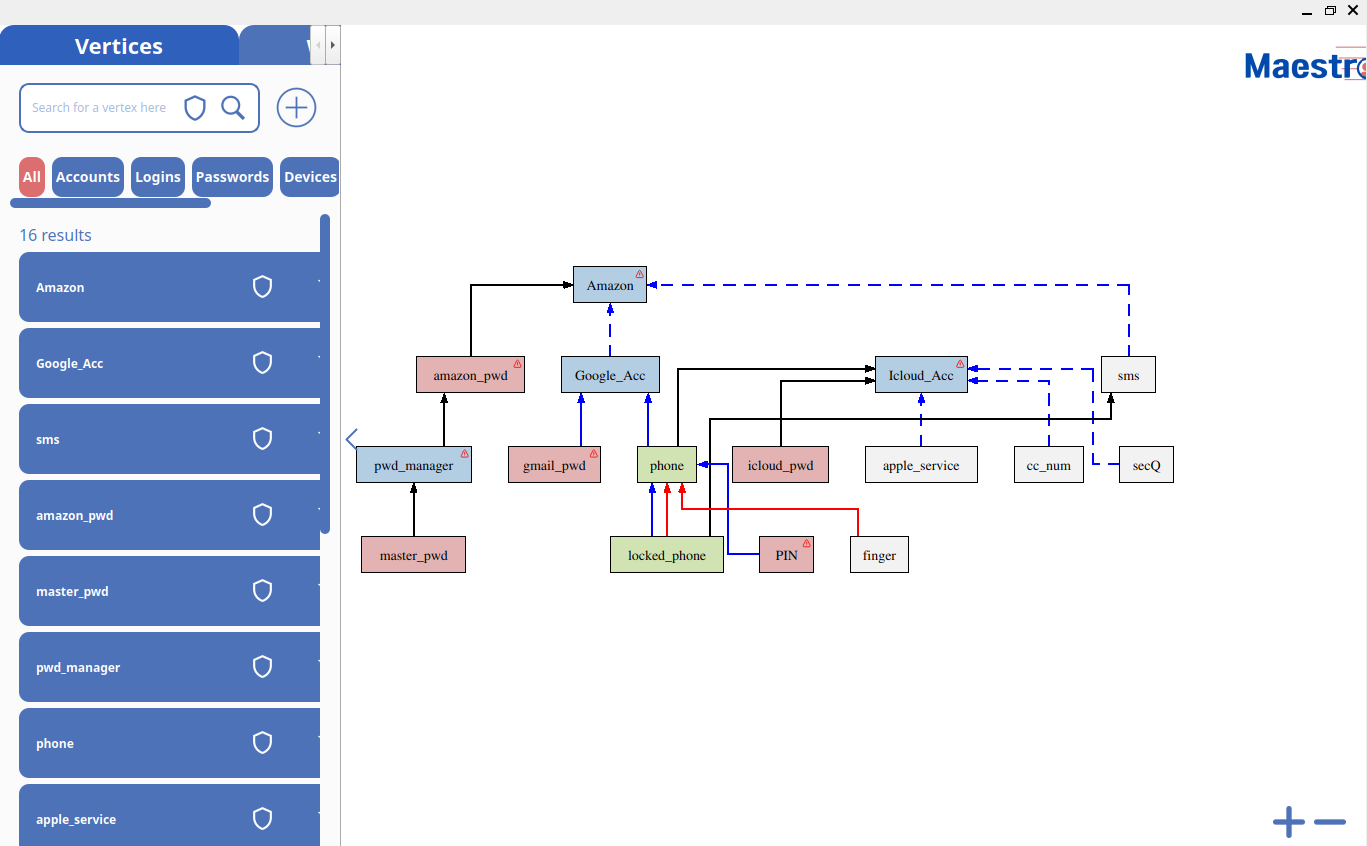 Vertices
Maestr
Search for a vertex here
All
Accounts
Logins
Passwords
Devices
16 results
Amazon
Google_Acc
sms
amazon_pwd
master_pwd
pwd_manager
phone
apple_service
Amazon
amazon_pwd
Google_Acc
Icloud_Acc
sms
pwd_manager
gmail_pwd
phone
icloud_pwd
apple_service
cc_num
secQ
master_pwd
locked_phone
PIN
finger